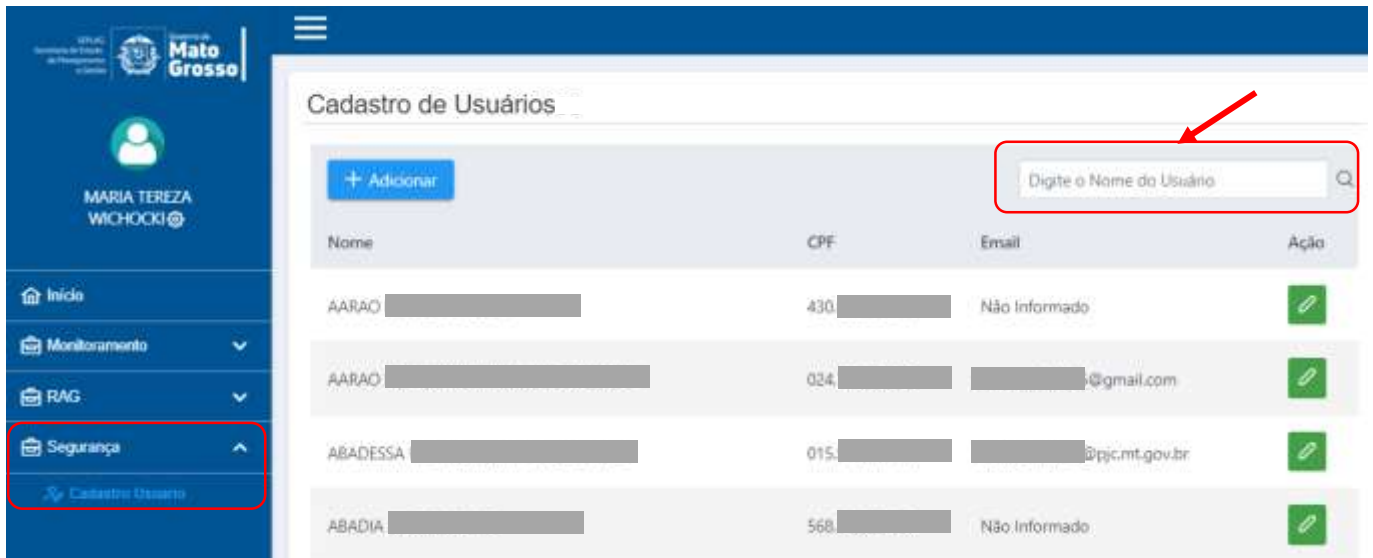 Mato
Grosso
MARIA TEREZA
WICHOCKI
Início
Monitoramento
RAG
Segurança
Cadastro Usuario
Cadastro de Usuários
+ Adicionar
Digite o Nome do Usuário
Nome CPF Email Ação
AARAO 430. Não Informado
AARAO 024. @gmail.com
ABADESSA 015. @pjc.mt.gov.br
ABADIA 568. Não Informado